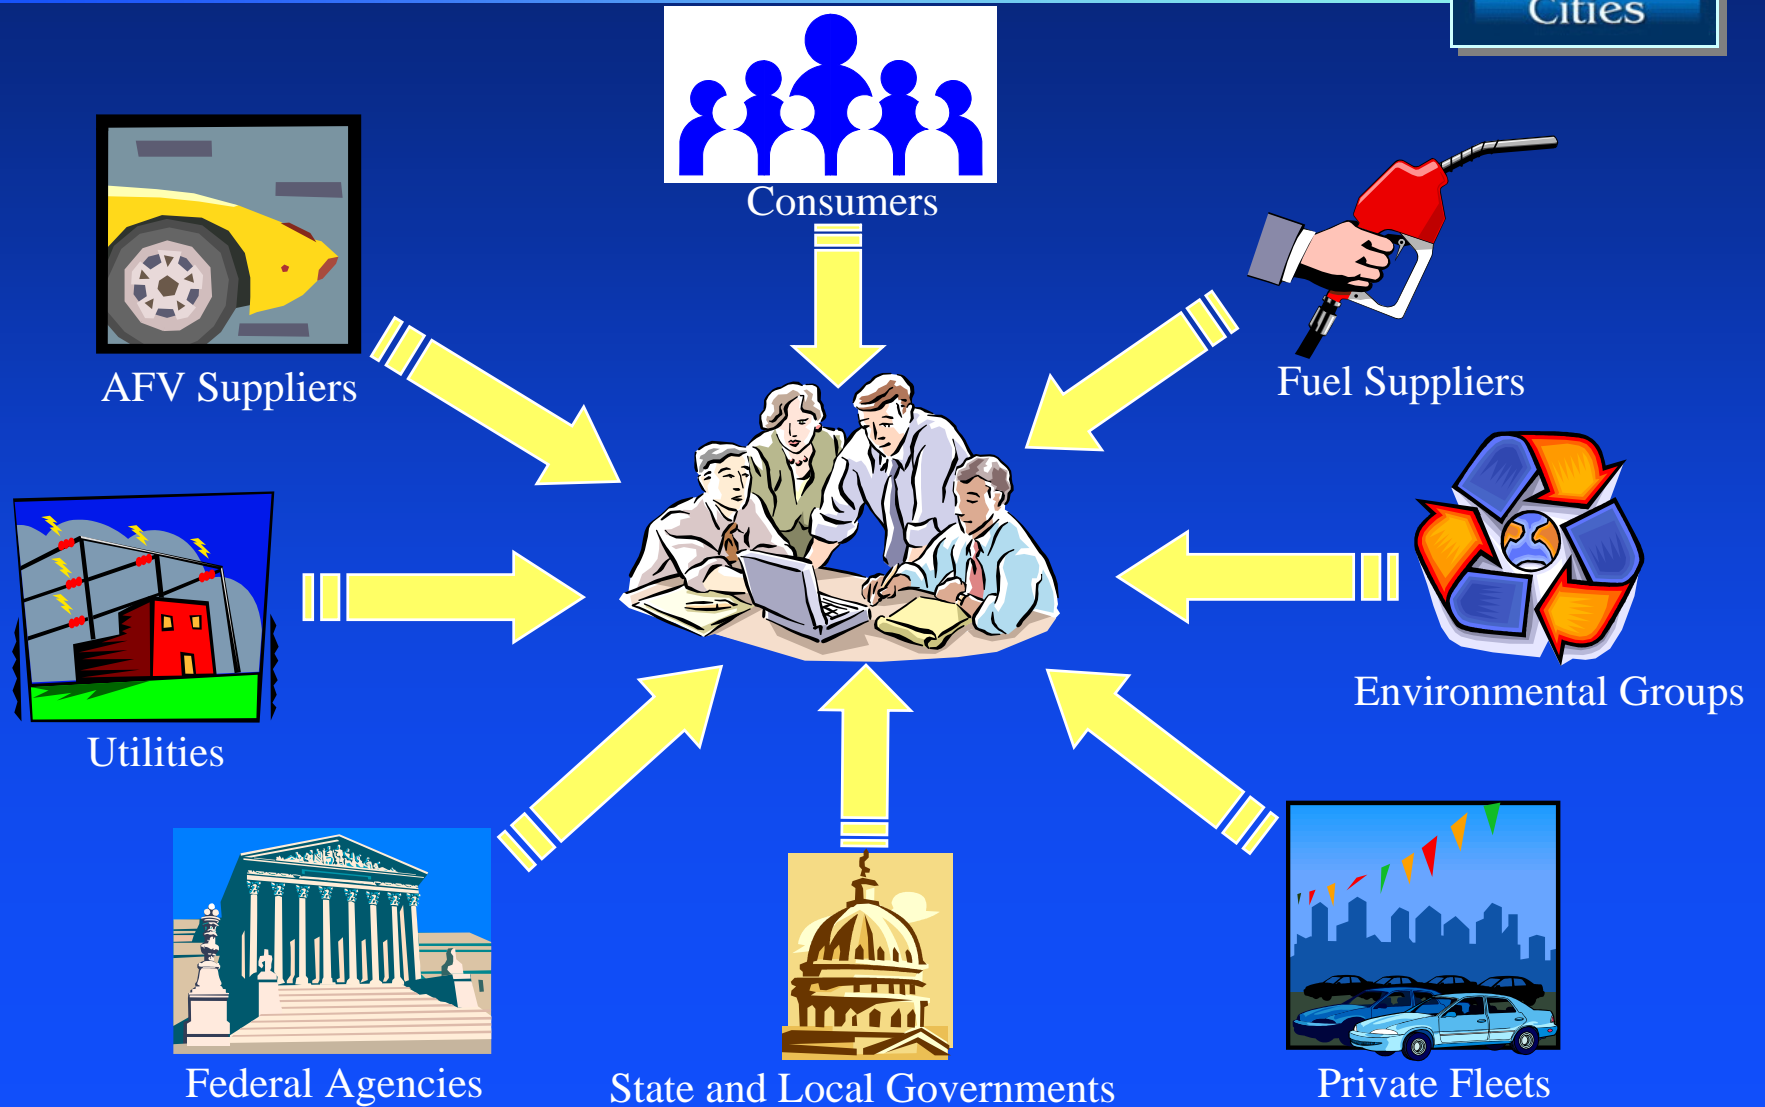 Cities
Consumers
AFV Suppliers
Fuel Suppliers
Utilities
Environmental Groups
Federal Agencies
State and Local Governments
Private Fleets